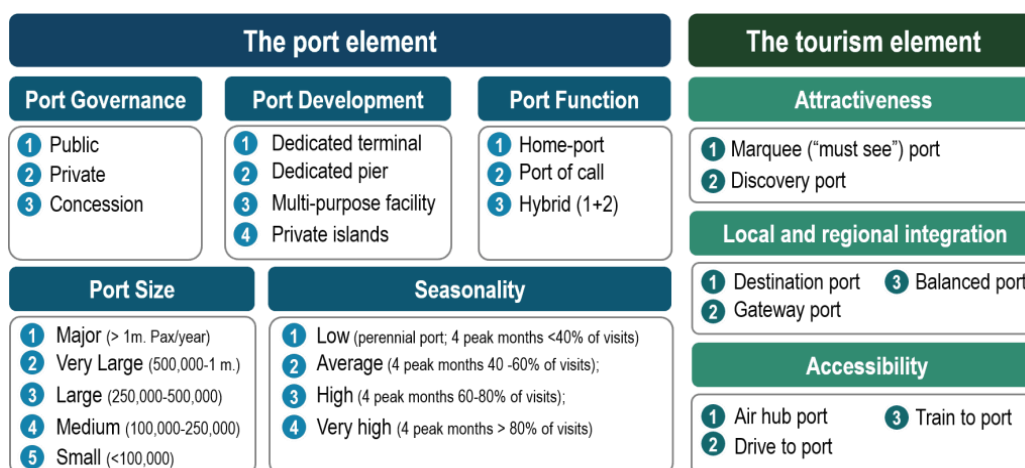 The port element
Port Governance
1 Public
2 Private
3 Concession
Port Development
1 Dedicated terminal
2 Dedicated pier
3 Multi-purpose facility
4 Private islands
Port Function
1 Home-port
2 Port of call
3 Hybrid (1+2)
Port Size
1 Major (> 1m. Pax/year)
2 Very Large (500,000-1 m.)
3 Large (250,000-500,000)
4 Medium (100,000-250,000)
5 Small (<100,000)
Seasonality
1 Low (perennial port; 4 peak months <40% of visits)
2 Average (4 peak months 40 -60% of visits);
3 High (4 peak months 60-80% of visits);
4 Very high (4 peak months > 80% of visits)
The tourism element
Attractiveness
1 Marquee (“must see”) port
2 Discovery port
Local and regional integration
1 Destination port
2 Gateway port
3 Balanced port
Accessibility
1 Air hub port
2 Drive to port
3 Train to port